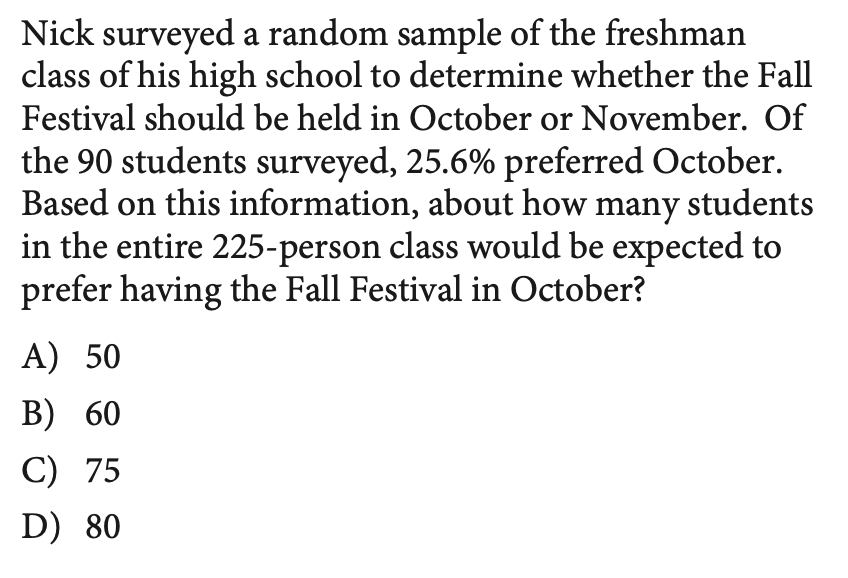 Nick surveyed a random sample of the freshman
class of his high school to determine whether the Fall
Festival should be held in October or November.  Of
the 90 students surveyed, 25.6% preferred October.
Based on this information, about how many students
in the entire 225-person class would be expected to
prefer having the Fall Festival in October?
A) 50
B) 60
C) 75
D) 80